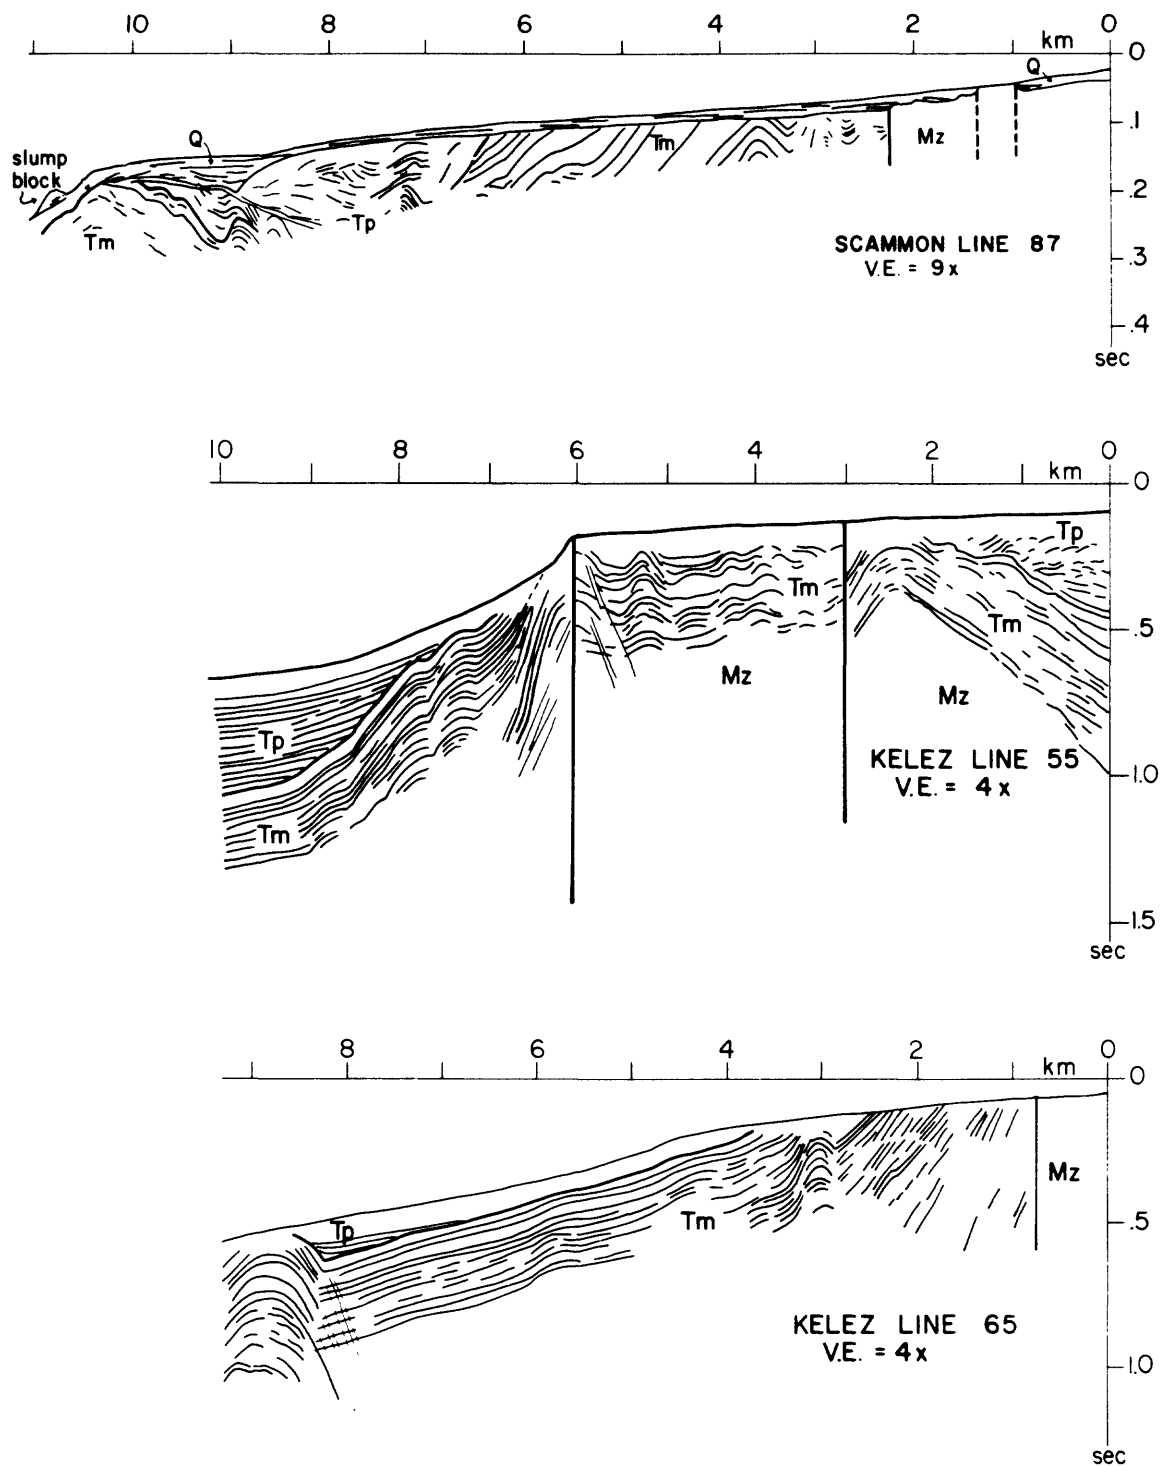 10 8 6 4 2 0
km
0
Q
.1
Q
Tm
Mz
slump
block
.2
Tp
Tm
SCAMMON LINE 87
V.E. = 9x
.3
.4
sec
10 8 6 4 2 0
km
0
Tp
Tm
Tm
.5
Mz
Mz
Tp
KELEZ LINE 55
V.E. = 4x
1.0
Tm
1.5
sec
8 6 4 2 0
km
0
Mz
Tp
Tm
.5
KELEZ LINE 65
V.E. = 4x
1.0
sec